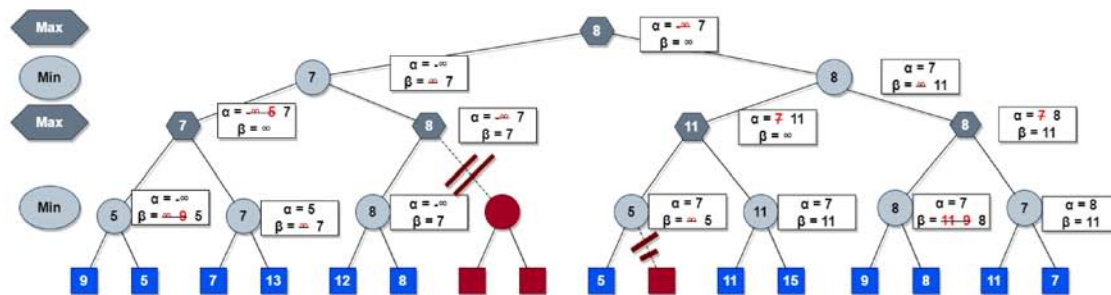 Max
8
α = -∞ 7
β = ∞
Min
7
α = -∞
β = ∞ 7
8
α = 7
β = ∞ 11
Max
7
α = -∞ 5 7
β = ∞
8
α = -∞ 7
β = 7
11
α = 7 11
β = ∞
8
α = 7 8
β = 11
Min
5
α = -∞
β = ∞ 9 5
7
α = 5
β = ∞ 7
8
α = -∞
β = 7
5
α = 7
β = ∞ 5
11
α = 7
β = 11
8
α = 7
β = 11 9 8
7
α = 8
β = 11
9 5 7 13 12 8 5 11 15 9 8 11 7